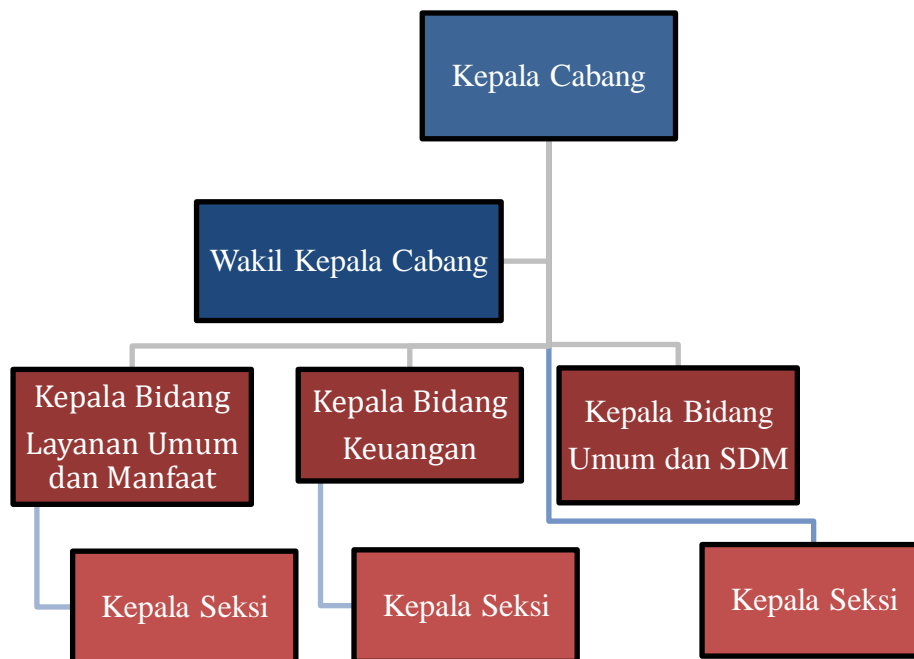 Kepala Cabang
Wakil Kepala Cabang
Kepala Bidang
Layanan Umum
dan Manfaat
Kepala Bidang
Keuangan
Kepala Bidang
Umum dan SDM
Kepala Seksi
Kepala Seksi
Kepala Seksi